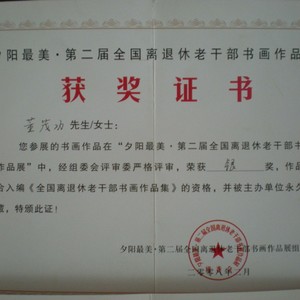 夕阳最美·第二届全国离退休老干部书画作品
获奖证书
董茂功 先生/女士：
您参展的书画作品在“夕阳最美·第二届全国离退休老干部书
作品展”中，经组委会评审委严格评审，荣获 银 奖，作品
合入编《全国离退休老干部书画作品集》的资格，并被主办单位永久
藏，特颁此证！
夕阳最美·第二届全国离退休老干部书画作品展组